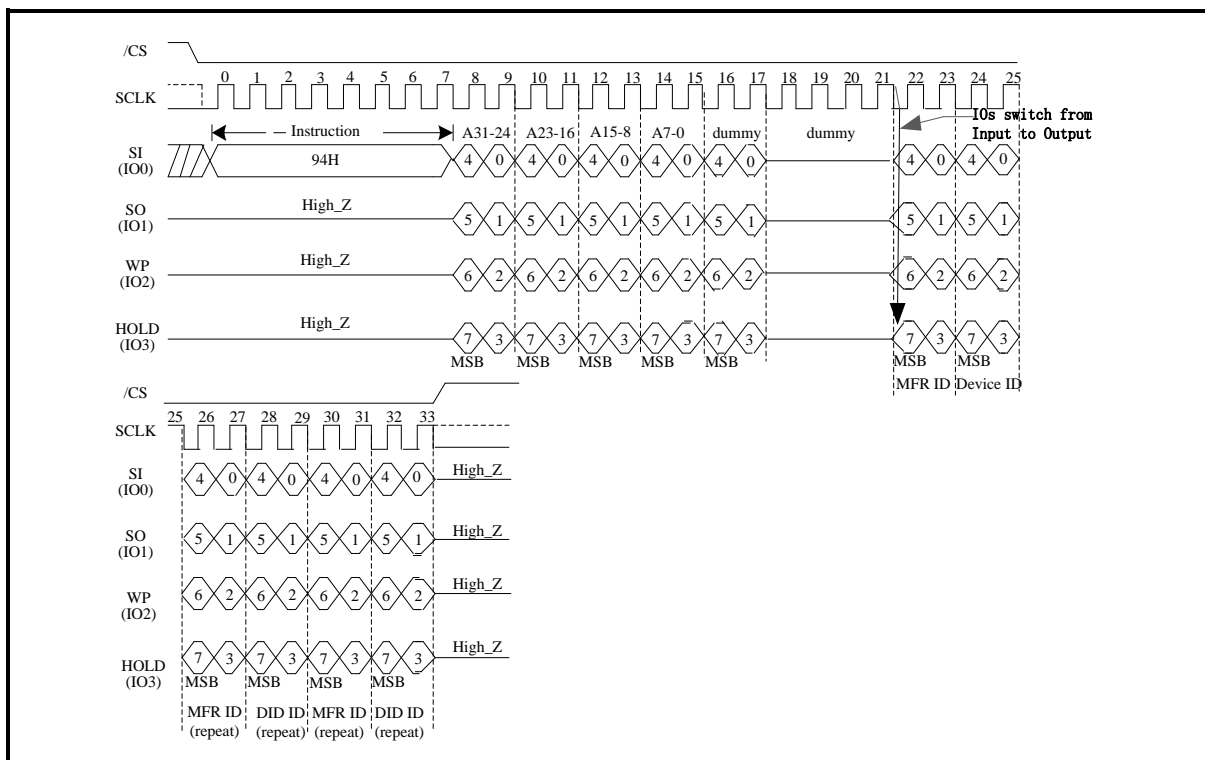 /CS
0 1 2 3 4 5 6 7 8 9 10 11 12 13 14 15 16 17 18 19 20 21 22 23 24 25
SCLK
IOs switch from
Input to Output
Instruction A31-24 A23-16 A15-8 A7-0 dummy dummy
SI
(IO0)
94H 4 0 4 0 4 0 4 0 4 0 4 0 4 0
SO
(IO1)
High_Z 5 1 5 1 5 1 5 1 5 1 5 1 5 1
WP
(IO2)
High_Z 6 2 6 2 6 2 6 2 6 2 6 2 6 2
HOLD
(IO3)
High_Z 7 3 7 3 7 3 7 3 7 3 7 3 7 3
MSB MSB MSB MSB MSB MSB MSB
MFR ID Device ID
/CS
25 26 27 28 29 30 31 32 33
SCLK
SI
(IO0)
4 0 4 0 4 0 4 0 High_Z
SO
(IO1)
5 1 5 1 5 1 5 1 High_Z
WP
(IO2)
6 2 6 2 6 2 6 2 High_Z
HOLD
(IO3)
7 3 7 3 7 3 7 3 High_Z
MSB MSB MSB MSB
MFR ID DID ID MFR ID DID ID
(repeat) (repeat) (repeat) (repeat)